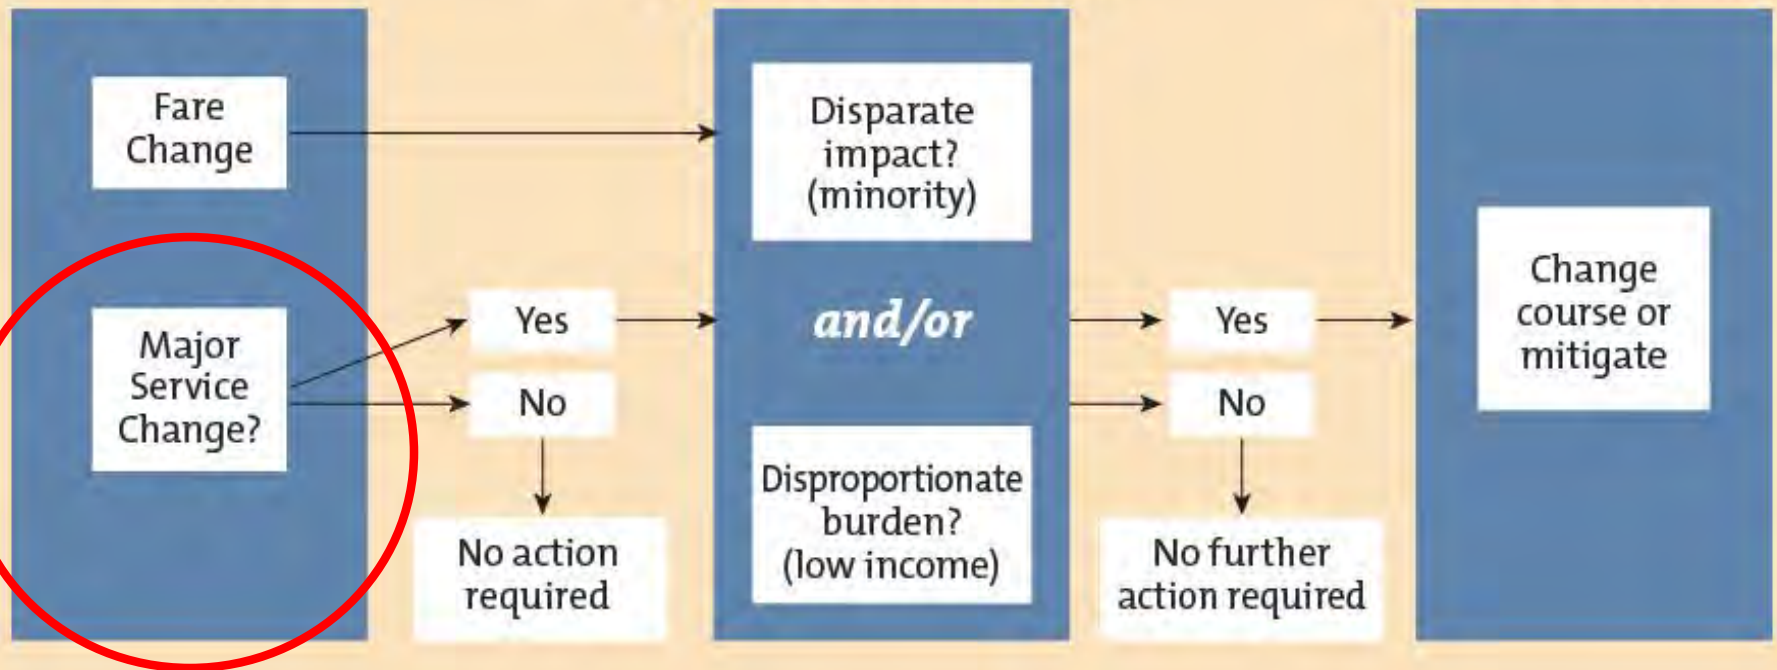 Fare
Change
Major
Service
Change?
Yes
No
No action
required
Disparate
impact?
(minority)
and/or
Disproportionate
burden?
(low income)
Yes
No
No further
action required
Change
course or
mitigate